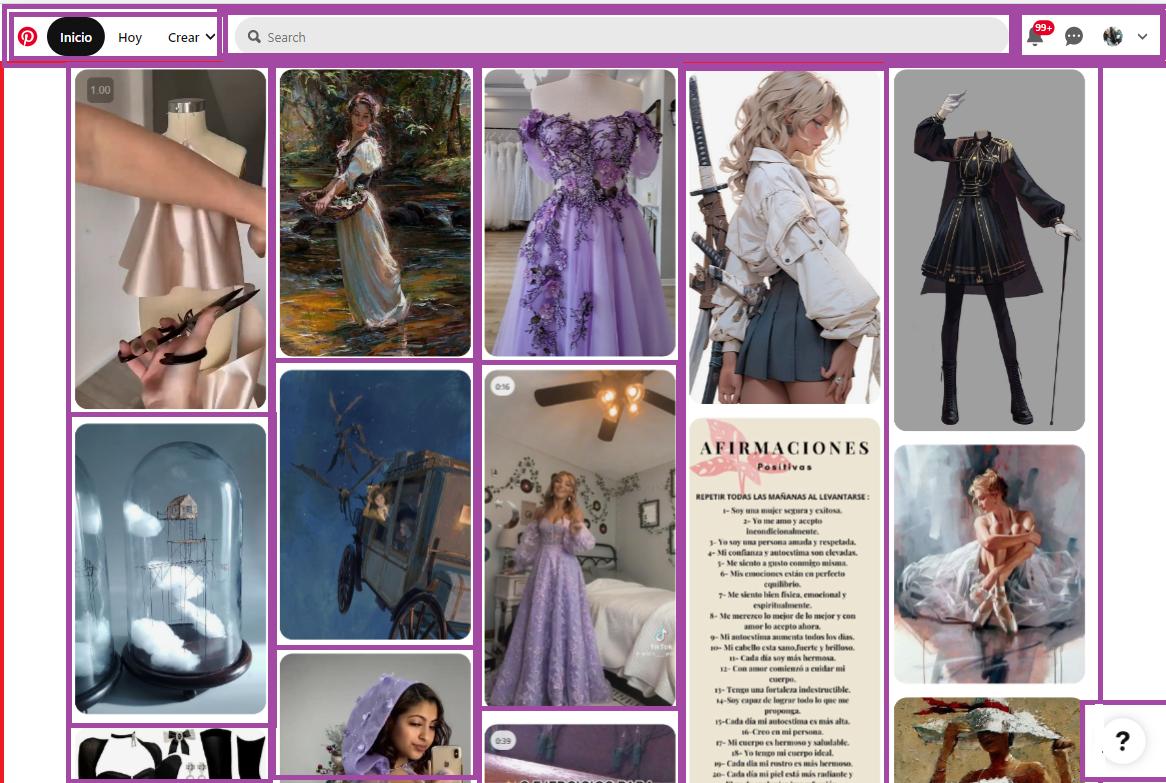 Inicio
Hoy
Crear
Search
99+
1.00
0:16
TikTok
AFIRMACIONES
Positivas
REPETIR TODAS LAS MAÑANAS AL LEVANTARSE :
1- Soy una mujer segura y exitosa.
2- Yo me amo y acepto
incondicionalmente.
3- Yo soy una persona amada y respetada.
4- Mi confianza y autoestima son elevadas.
5- Me siento a gusto conmigo misma.
6- Mis emociones están en perfecto
equilibrio.
7- Me siento bien física, emocional y
espiritualmente.
8- Me merezco lo mejor de lo mejor y con
amor lo acepto ahora.
9- Mi autoestima aumenta todos los días.
10- Mi cabello esta sano,fuerte y brilloso.
11- Cada día soy más hermosa.
12- Con amor comienzó a cuidar mi
cuerpo.
13- Tengo una fortaleza indestructible.
14-Soy capaz de lograr todo lo que me
proponga.
15-Cada día mi autoestima es más alta.
16-Creo en mi persona.
17- Mi cuerpo es hermoso y saludable.
18- Yo tengo mi cuerpo ideal.
19- Cada dia mi rostro es más hermoso.
20- Cada día mi piel está más radiante y
0:39
?